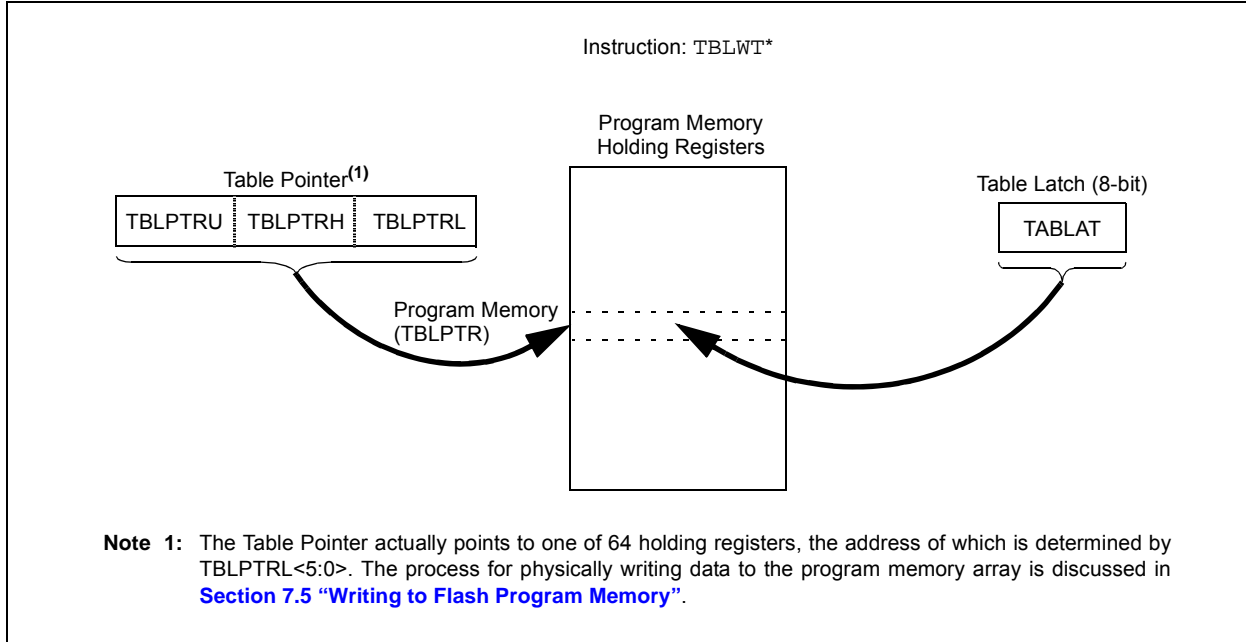 Instruction: TBLWT*
Program Memory
Holding Registers
Table Pointer(1)
Table Latch (8-bit)
TBLPTRU TBLPTRH TBLPTRL
TABLAT
Program Memory
(TBLPTR)
Note 1: The Table Pointer actually points to one of 64 holding registers, the address of which is determined by
TBLPTRL<5:0>. The process for physically writing data to the program memory array is discussed in
Section 7.5 “Writing to Flash Program Memory”.